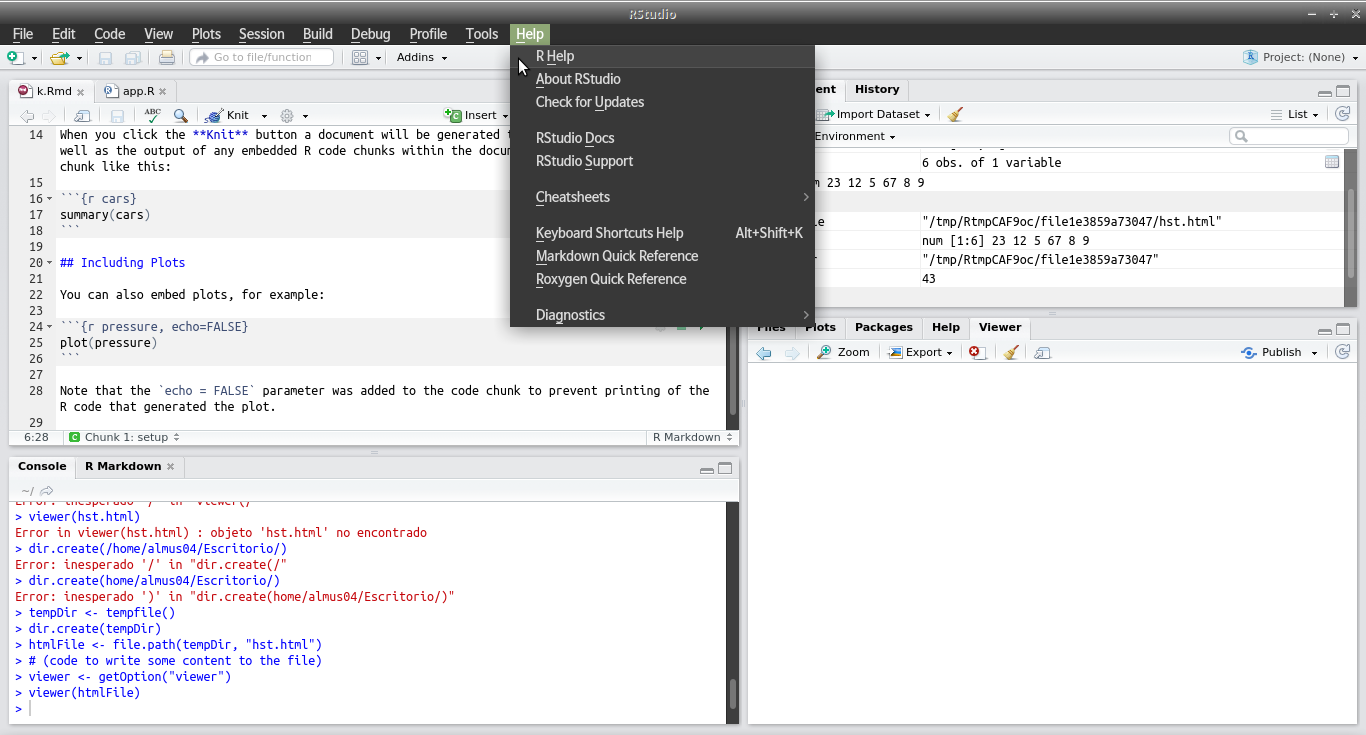 RStudio
File Edit Code View Plots Session Build Debug Profile Tools Help
Go to file/function Addins Project: (None)
R Help
About RStudio
Check for Updates
RStudio Docs
RStudio Support
Cheatsheets
Keyboard Shortcuts Help Alt+Shift+K
Markdown Quick Reference
Roxygen Quick Reference
Diagnostics
k.Rmd app.R
ABC Knit Insert
14 When you click the **Knit** button a document will be generated
well as the output of any embedded R code chunks within the
chunk like this:
15
16 ```{r cars}
17 summary(cars)
18 ```
19
20 ## Including Plots
21
22 You can also embed plots, for example:
23
24 ```{r pressure, echo=FALSE}
25 plot(pressure)
26 ```
27
28 Note that the `echo = FALSE` parameter was added to the code chunk to prevent printing of the
R code that generated the plot.
29
6:28 C Chunk 1: setup R Markdown
Console R Markdown
~/
> viewer(hst.html)
Error in viewer(hst.html) : objeto 'hst.html' no encontrado
> dir.create(/home/almus04/Escritorio/)
Error: inesperado '/' in "dir.create(/"
> dir.create(home/almus04/Escritorio/)
Error: inesperado ')' in "dir.create(home/almus04/Escritorio/)"
> tempDir <- tempfile()
> dir.create(tempDir)
> htmlFile <- file.path(tempDir, "hst.html")
> # (code to write some content to the file)
> viewer <- getOption("viewer")
> viewer(htmlFile)
>
History
Import Dataset List
Environment
6 obs. of 1 variable
23 12 5 67 8 9
"/tmp/RtmpCAF9oc/file1e3859a73047/hst.html"
num [1:6] 23 12 5 67 8 9
"/tmp/RtmpCAF9oc/file1e3859a73047"
43
Files Plots Packages Help Viewer
Zoom Export Publish